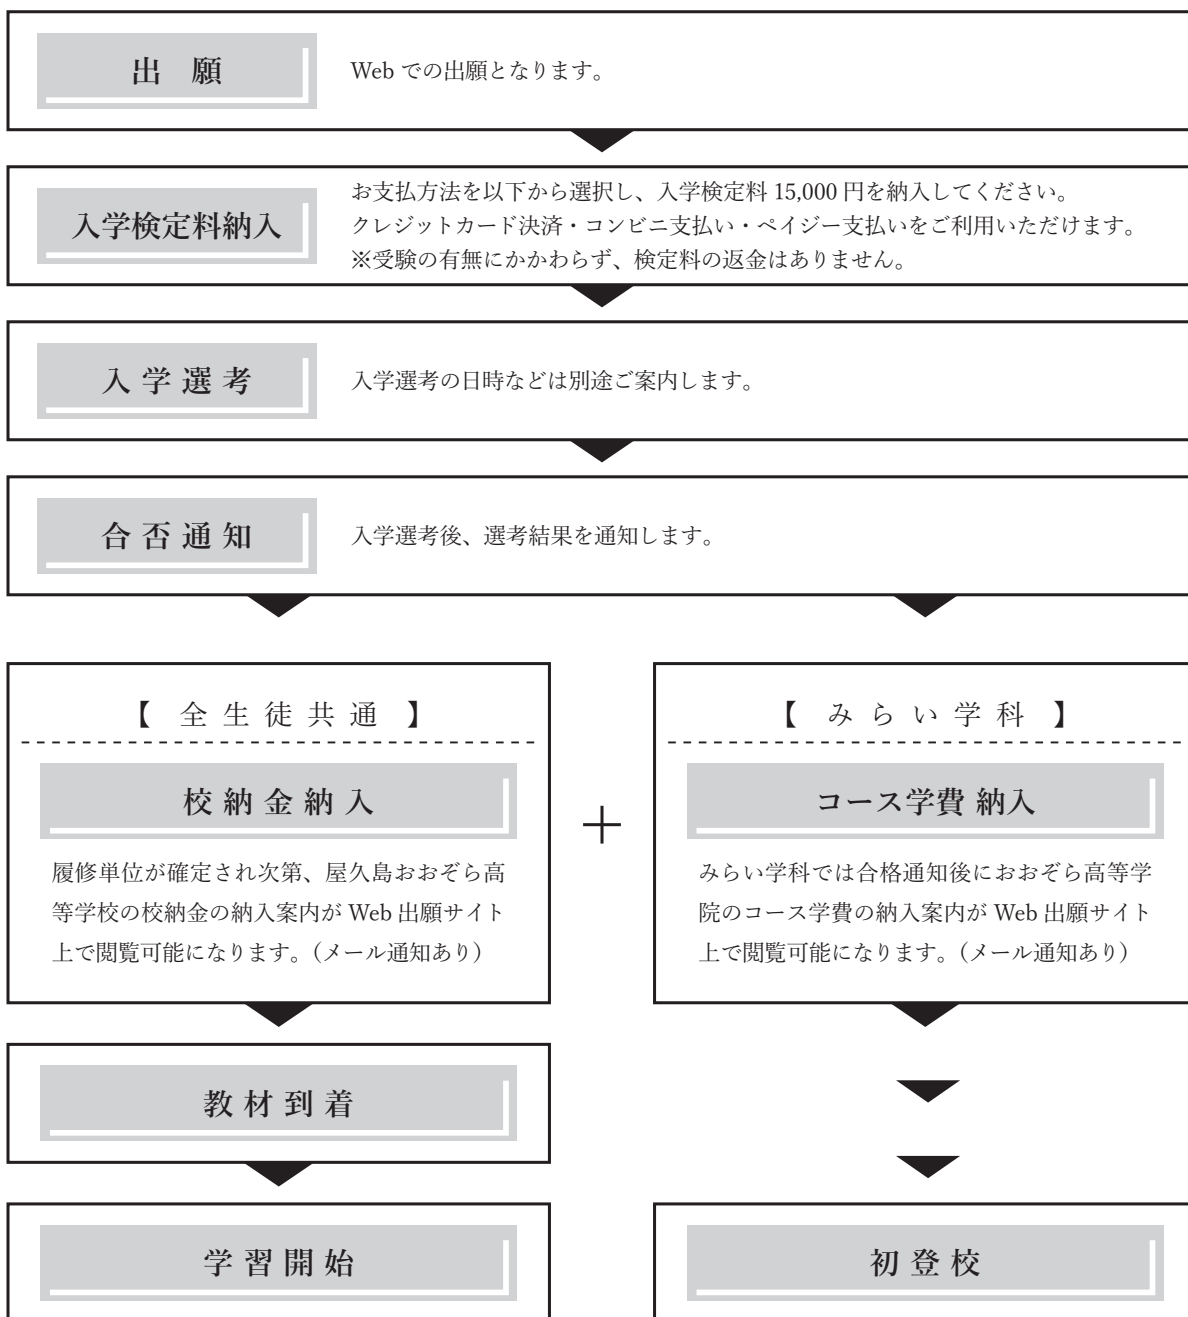 出願
Web での出願となります。
入学検定料納入
お支払方法を以下から選択し、入学検定料 15,000 円を納入してください。
クレジットカード決済・コンビニ支払い・ペイジー支払いをご利用いただけます。
※受験の有無にかかわらず、検定料の返金はありません。
入学選考
入学選考の日時などは別途ご案内します。
合否通知
入学選考後、選考結果を通知します。
【 全生徒共通 】
校納金納入
履修単位が確定され次第、屋久島おおぞら高
等学校の校納金の納入案内が Web 出願サイト
上で閲覧可能になります。（メール通知あり）
+
【 みらい学科 】
コース学費 納入
みらい学科では合格通知後におおぞら高等学
院のコース学費の納入案内が Web 出願サイト
上で閲覧可能になります。（メール通知あり）
教材到着
学習開始
初登校